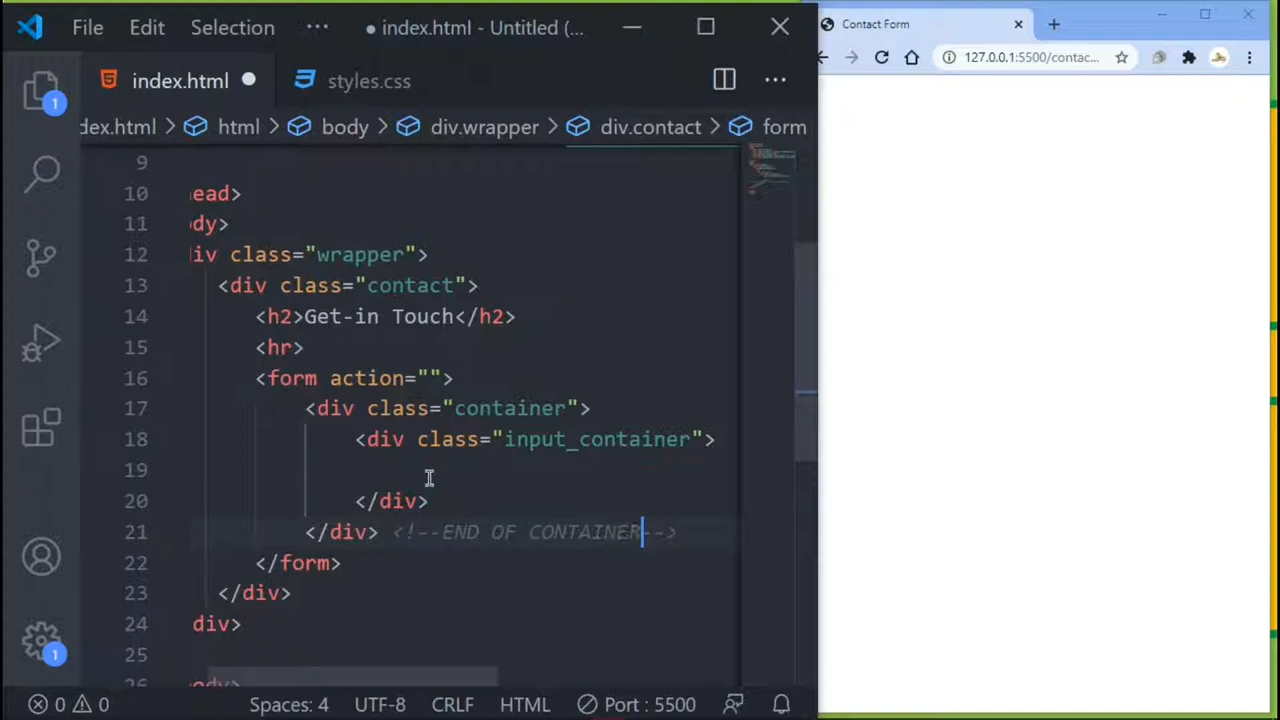 File Edit Selection ··· ● index.html - Untitled (...
Contact Form
index.html ● styles.css ···
127.0.0.1:5500/contac...
dex.html > html > body > div.wrapper > div.contact > form
9
10 ead>
11 dy>
12 iv class="wrapper">
13 <div class="contact">
14 <h2>Get-in Touch</h2>
15 <hr>
16 <form action="">
17 <div class="container">
18 <div class="input_container">
19
20 </div>
21 </div> <!--END OF CONTAINER-->
22 </form>
23 </div>
24 div>
25
26 ody>
1
1
0 0 Spaces: 4 UTF-8 CRLF HTML Port : 5500